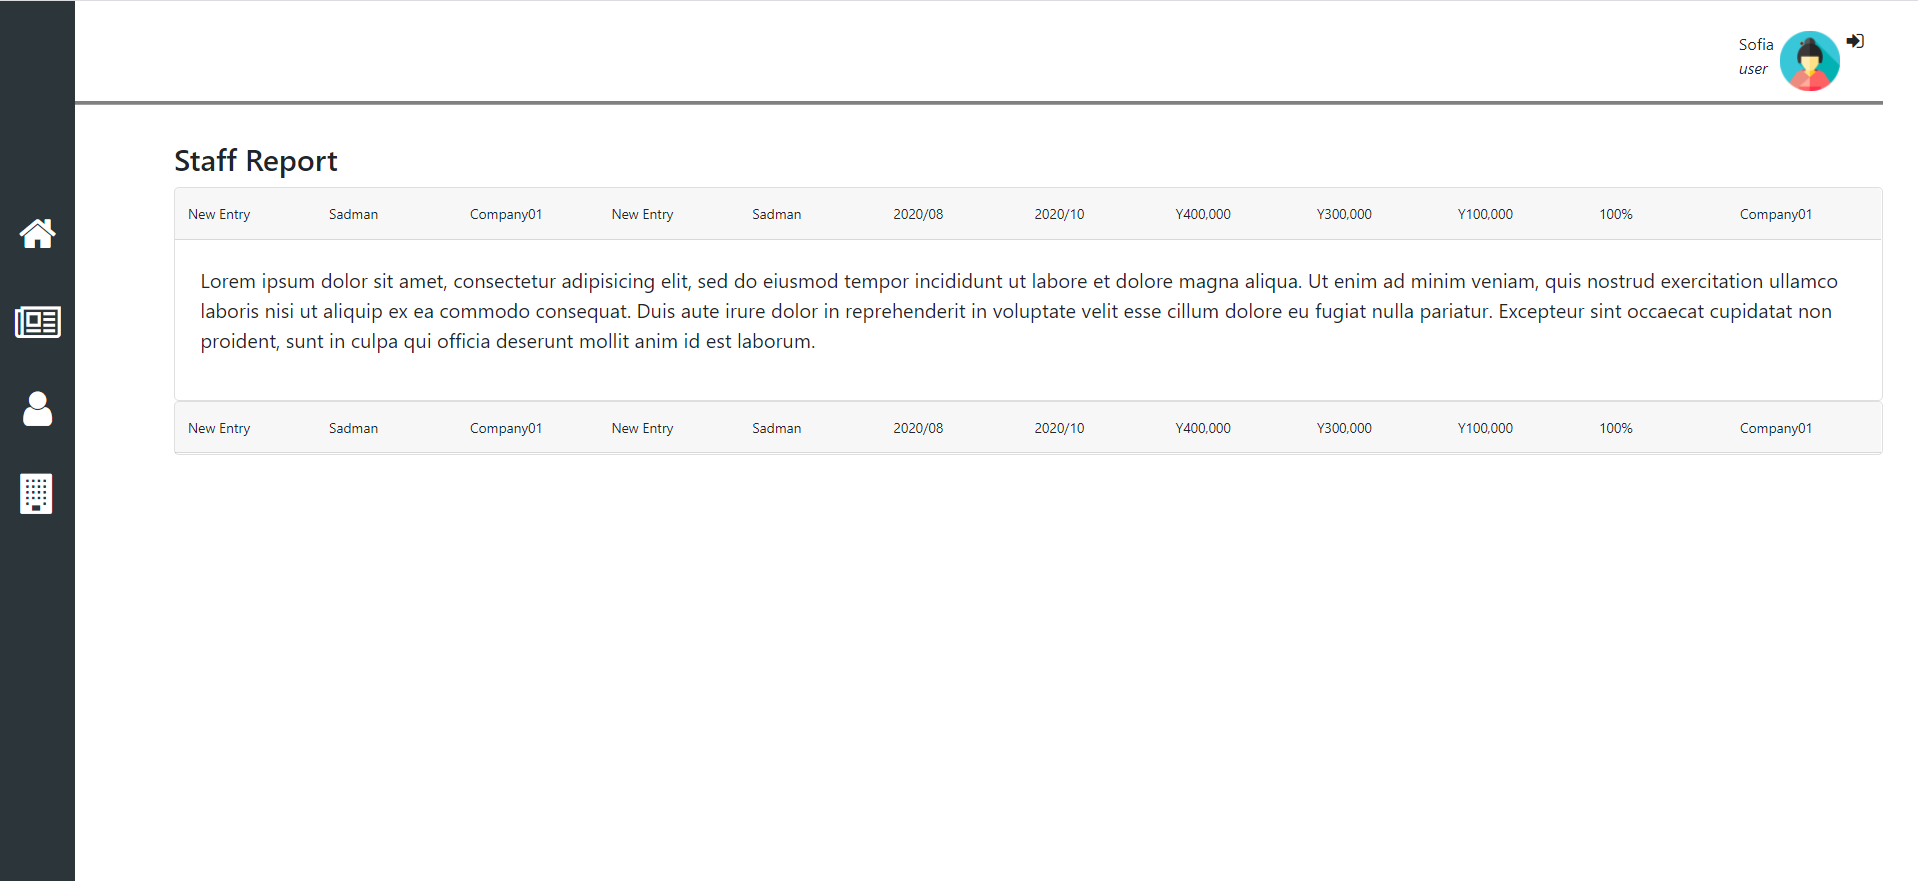 Sofia
user
Staff Report
New Entry Sadman Company01 New Entry Sadman 2020/08 2020/10 Y400,000 Y300,000 Y100,000 100% Company01
Lorem ipsum dolor sit amet, consectetur adipisicing elit, sed do eiusmod tempor incididunt ut labore et dolore magna aliqua. Ut enim ad minim veniam, quis nostrud exercitation ullamco
laboris nisi ut aliquip ex ea commodo consequat. Duis aute irure dolor in reprehenderit in voluptate velit esse cillum dolore eu fugiat nulla pariatur. Excepteur sint occaecat cupidatat non
proident, sunt in culpa qui officia deserunt mollit anim id est laborum.
New Entry Sadman Company01 New Entry Sadman 2020/08 2020/10 Y400,000 Y300,000 Y100,000 100% Company01